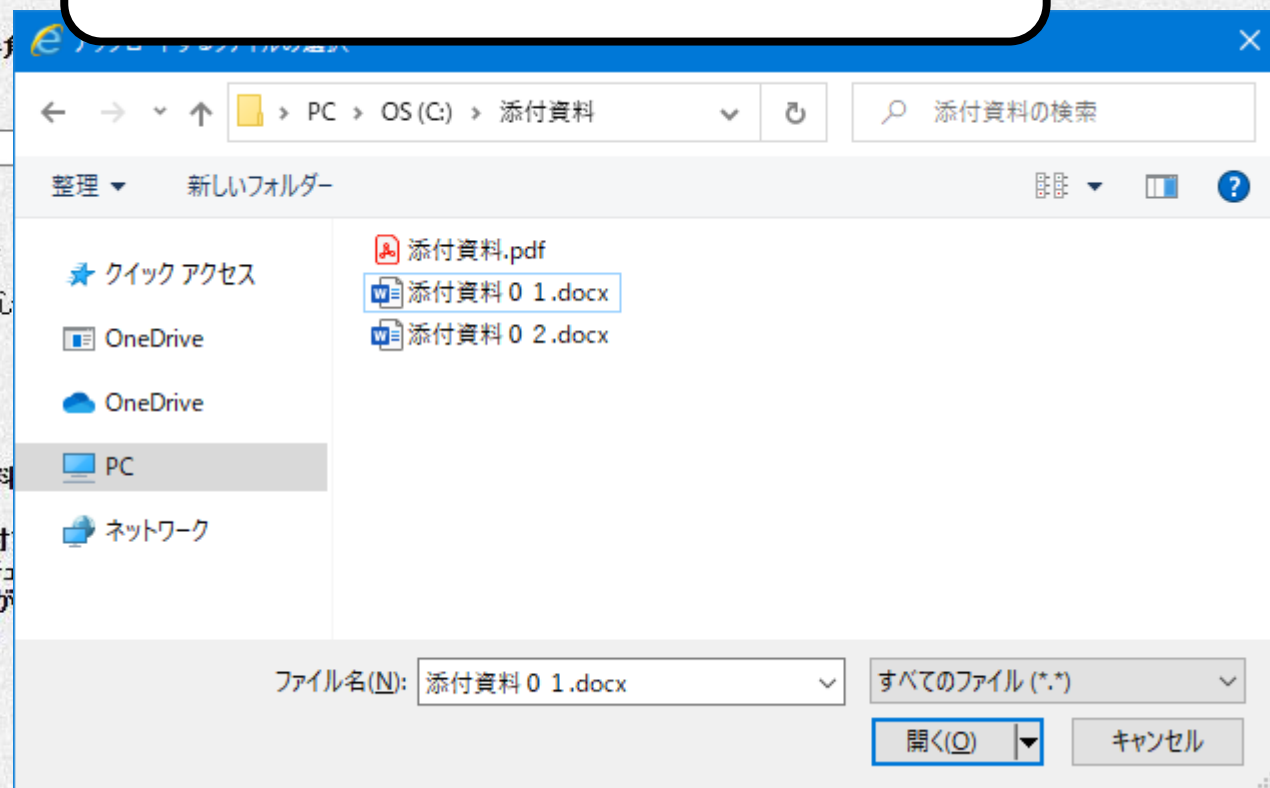 PC > OS (C:) > 添付資料
添付資料の検索
整理
新しいフォルダー
?
クイック アクセス
OneDrive
OneDrive
PC
ネットワーク
添付資料.pdf
添付資料０１.docx
添付資料０２.docx
ファイル名(N):
添付資料０１.docx
すべてのファイル (*.*)
開く(O)
キャンセル